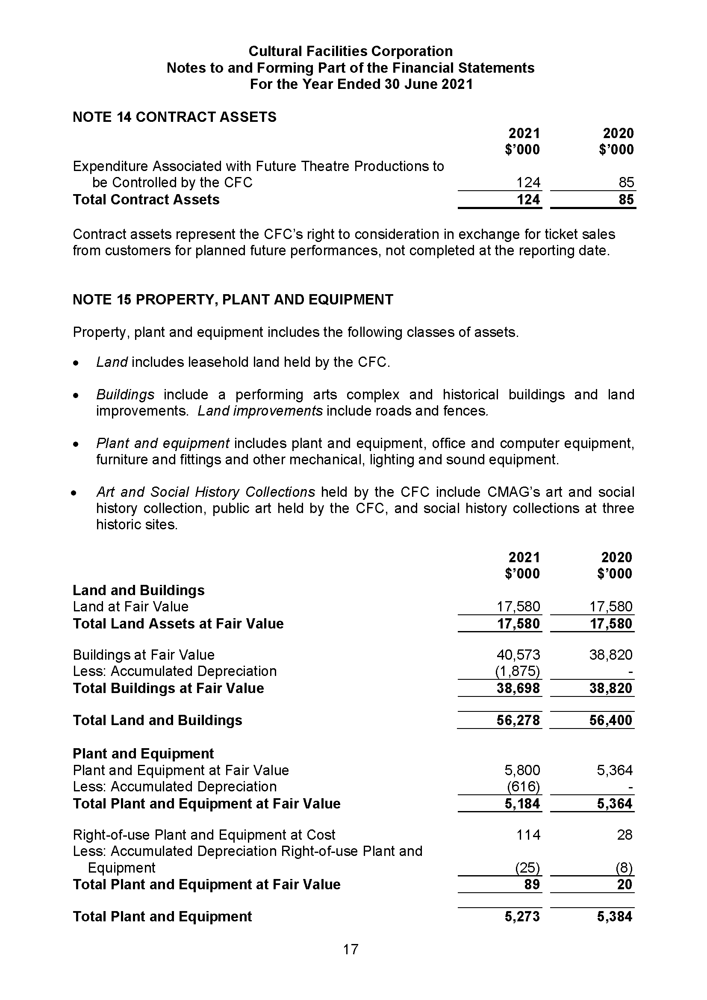 Cultural Facilities Corporation
Notes to and Forming Part of the Financial Statements
For the Year Ended 30 June 2021
NOTE 14 CONTRACT ASSETS
2021 2020
$’000 $’000
Expenditure Associated with Future Theatre Productions to
be Controlled by the CFC 124 85
Total Contract Assets 124 85
Contract assets represent the CFC’s right to consideration in exchange for ticket sales
from customers for planned future performances, not completed at the reporting date.
NOTE 15 PROPERTY, PLANT AND EQUIPMENT
Property, plant and equipment includes the following classes of assets.
• Land includes leasehold land held by the CFC.
• Buildings include a performing arts complex and historical buildings and land
improvements. Land improvements include roads and fences.
• Plant and equipment includes plant and equipment, office and computer equipment,
furniture and fittings and other mechanical, lighting and sound equipment.
• Art and Social History Collections held by the CFC include CMAG’s art and social
history collection, public art held by the CFC, and social history collections at three
historic sites.
2021 2020
$’000 $’000
Land and Buildings
Land at Fair Value 17,580 17,580
Total Land Assets at Fair Value 17,580 17,580
Buildings at Fair Value 40,573 38,820
Less: Accumulated Depreciation (1,875) -
Total Buildings at Fair Value 38,698 38,820
Total Land and Buildings 56,278 56,400
Plant and Equipment
Plant and Equipment at Fair Value 5,800 5,364
Less: Accumulated Depreciation (616) -
Total Plant and Equipment at Fair Value 5,184 5,364
Right-of-use Plant and Equipment at Cost 114 28
Less: Accumulated Depreciation Right-of-use Plant and
Equipment (25) (8)
Total Plant and Equipment at Fair Value 89 20
Total Plant and Equipment 5,273 5,384
17